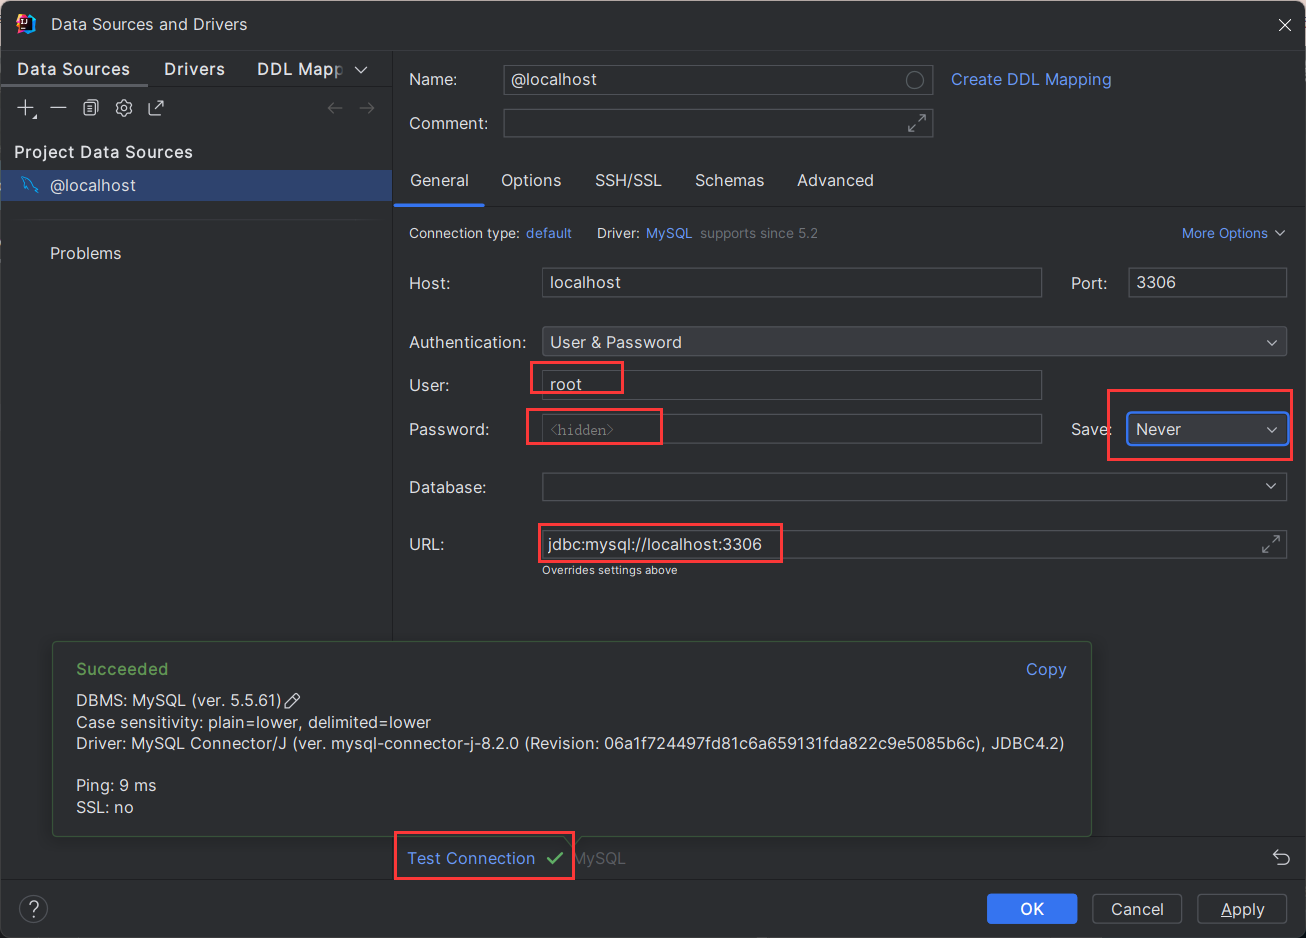 Data Sources and Drivers
Data Sources Drivers DDL Mapp
Name: @localhost Create DDL Mapping
Comment:
Project Data Sources
@localhost
Problems
General Options SSH/SSL Schemas Advanced
Connection type: default Driver: MySQL supports since 5.2 More Options
Host: localhost Port: 3306
Authentication: User & Password
User: root
Password: <hidden> Save: Never
Database:
URL: jdbc:mysql://localhost:3306
Overrides settings above
Succeeded Copy
DBMS: MySQL (ver. 5.5.61)
Case sensitivity: plain=lower, delimited=lower
Driver: MySQL Connector/J (ver. mysql-connector-j-8.2.0 (Revision: 06a1f724497fd81c6a659131fda822c9e5085b6c), JDBC4.2)
Ping: 9 ms
SSL: no
Test Connection MySQL
? OK Cancel Apply